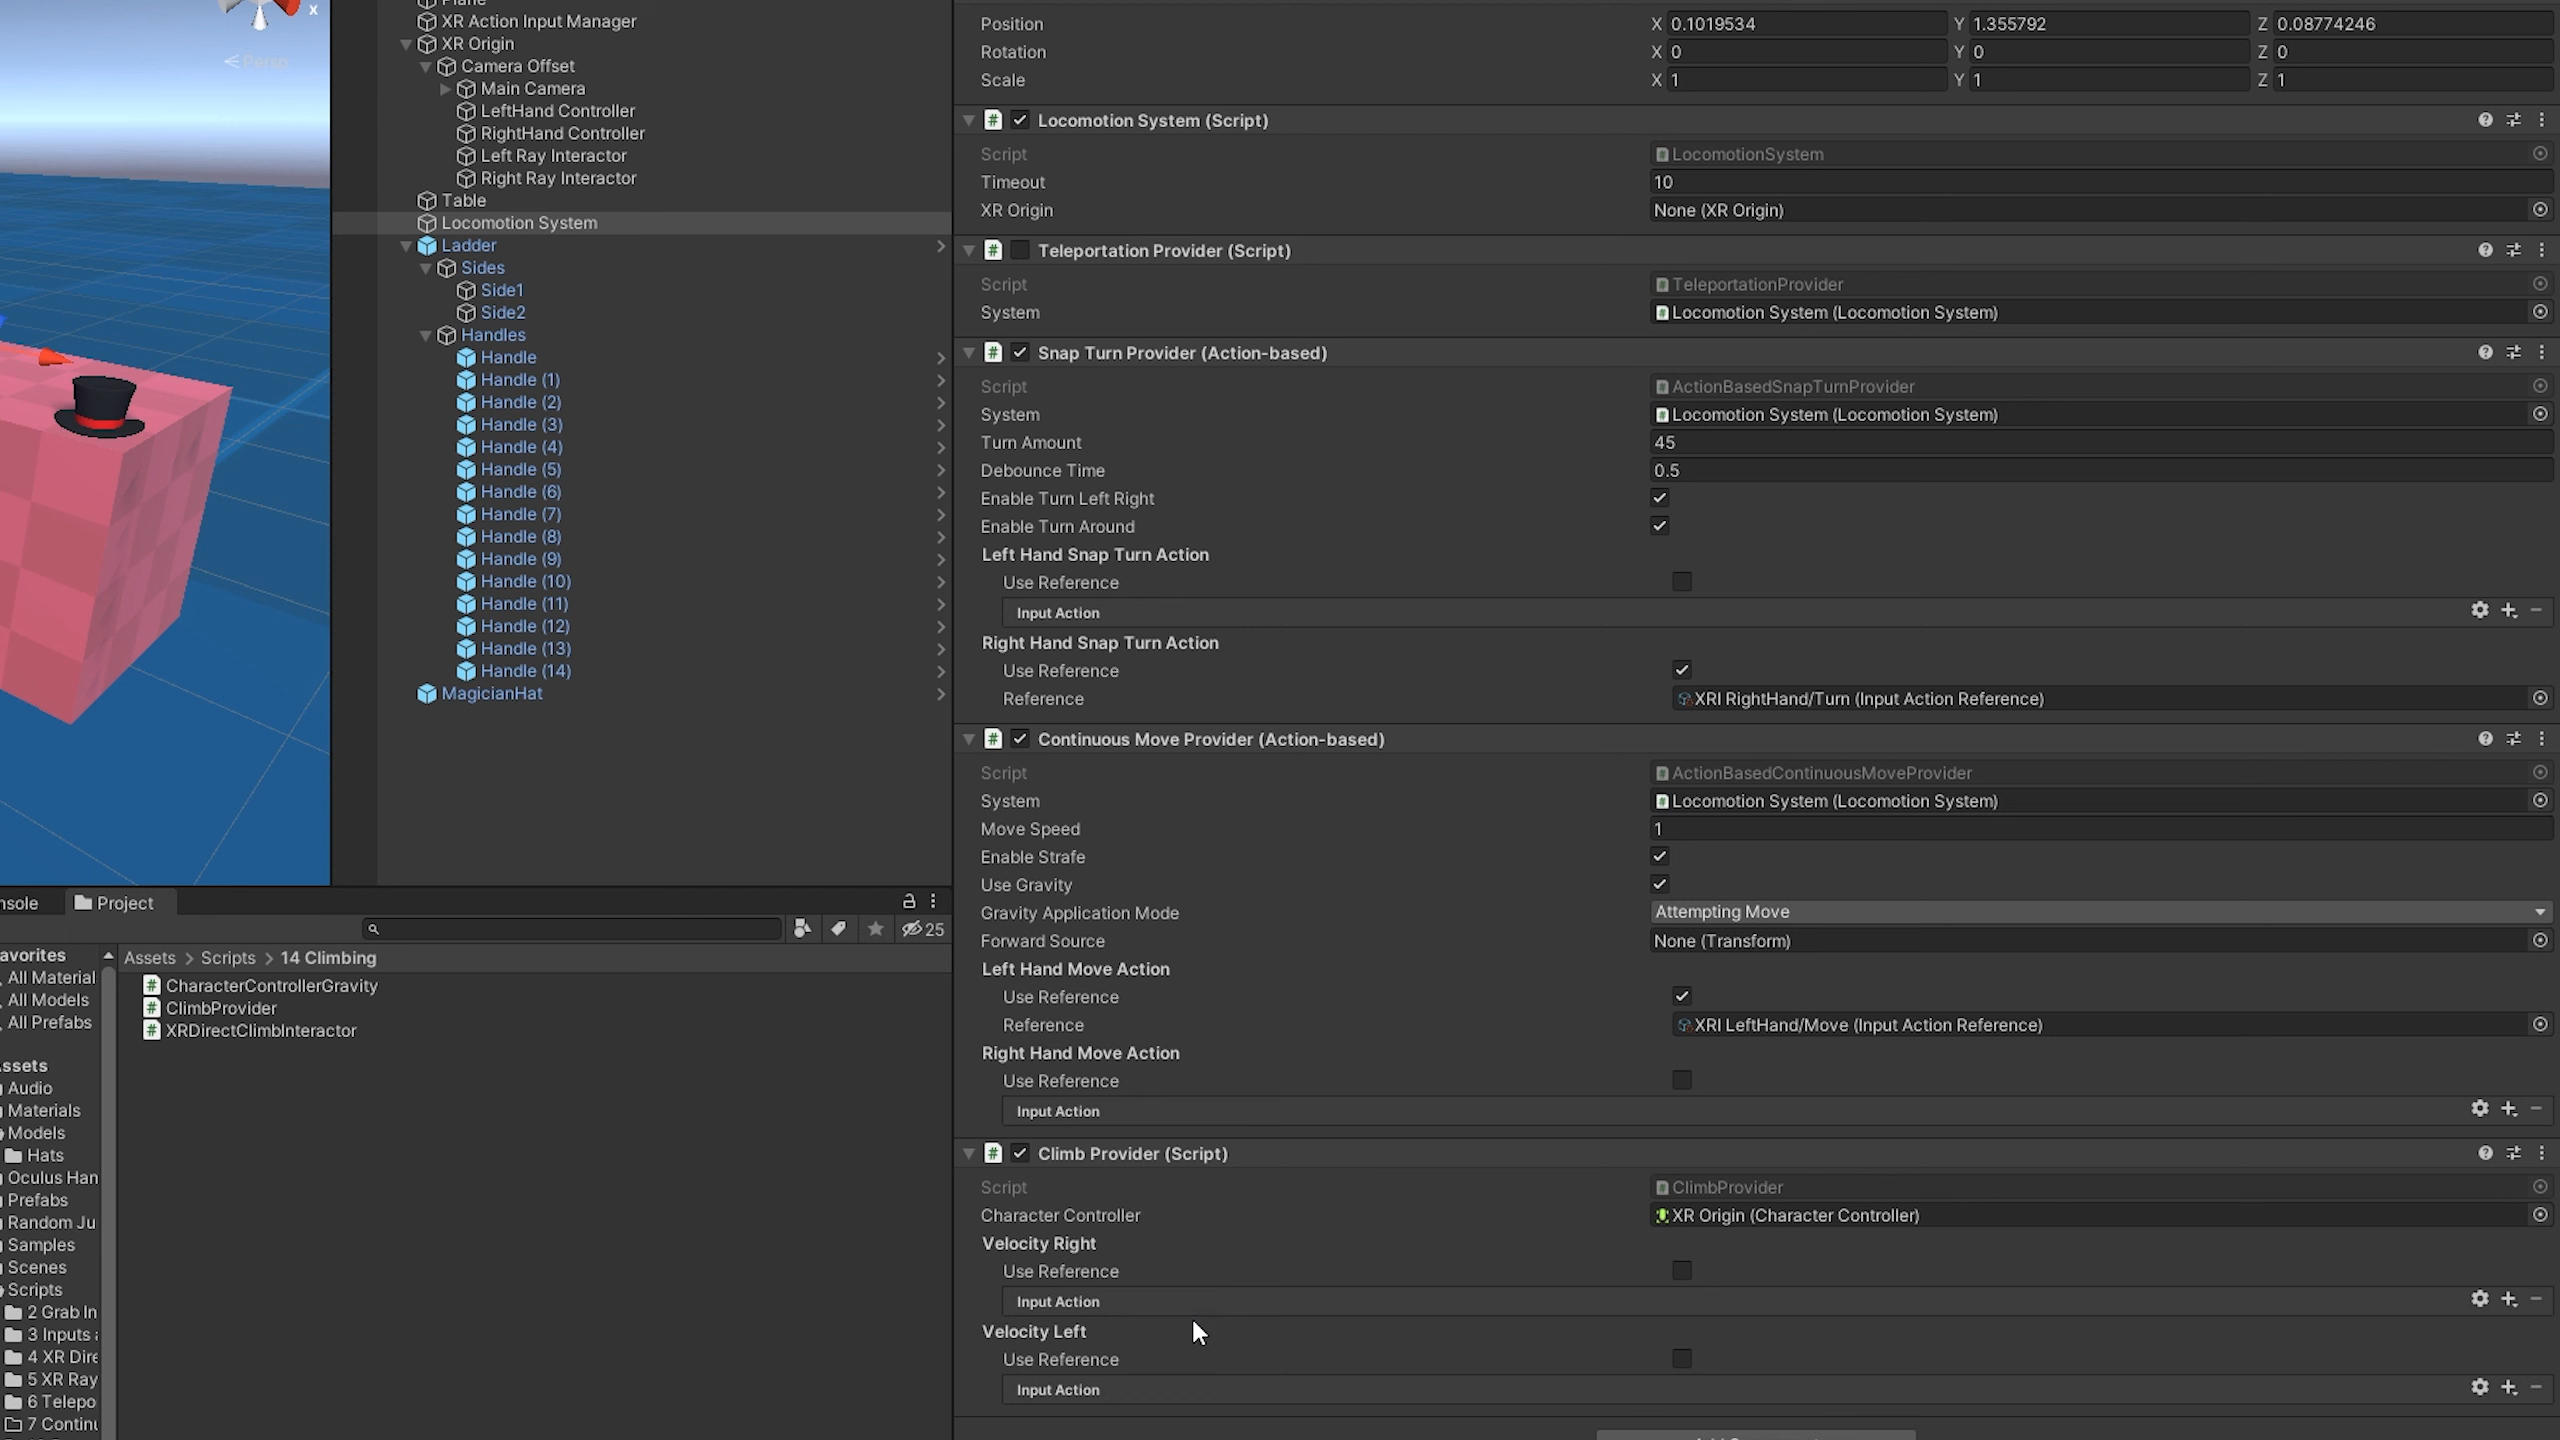 x
Persp
Plane
XR Action Input Manager
XR Origin
Camera Offset
Main Camera
LeftHand Controller
RightHand Controller
Left Ray Interactor
Right Ray Interactor
Table
Locomotion System
Ladder
Sides
Side1
Side2
Handles
Handle
Handle (1)
Handle (2)
Handle (3)
Handle (4)
Handle (5)
Handle (6)
Handle (7)
Handle (8)
Handle (9)
Handle (10)
Handle (11)
Handle (12)
Handle (13)
Handle (14)
MagicianHat
nsole
Project
25
avorites
All Material
All Models
All Prefabs
ssets
Audio
Materials
Models
Hats
Oculus Han
Prefabs
Random Ju
Samples
Scenes
Scripts
2 Grab In
3 Inputs
4 XR Dire
5 XR Ray
6 Telepo
7 Contin
Assets > Scripts > 14 Climbing
CharacterControllerGravity
ClimbProvider
XRDirectClimbInteractor
Position X 0.1019534 Y 1.355792 Z 0.08774246
Rotation X 0 Y 0 Z 0
Scale X 1 Y 1 Z 1
Locomotion System (Script)
Script LocomotionSystem
Timeout 10
XR Origin None (XR Origin)
Teleportation Provider (Script)
Script TeleportationProvider
System Locomotion System (Locomotion System)
Snap Turn Provider (Action-based)
Script ActionBasedSnapTurnProvider
System Locomotion System (Locomotion System)
Turn Amount 45
Debounce Time 0.5
Enable Turn Left Right
Enable Turn Around
Left Hand Snap Turn Action
Use Reference
Input Action
Right Hand Snap Turn Action
Use Reference
Reference XRI RightHand/Turn (Input Action Reference)
Continuous Move Provider (Action-based)
Script ActionBasedContinuousMoveProvider
System Locomotion System (Locomotion System)
Move Speed 1
Enable Strafe
Use Gravity
Gravity Application Mode Attempting Move
Forward Source None (Transform)
Left Hand Move Action
Use Reference
Reference XRI LeftHand/Move (Input Action Reference)
Right Hand Move Action
Use Reference
Input Action
Climb Provider (Script)
Script ClimbProvider
Character Controller XR Origin (Character Controller)
Velocity Right
Use Reference
Input Action
Velocity Left
Use Reference
Input Action